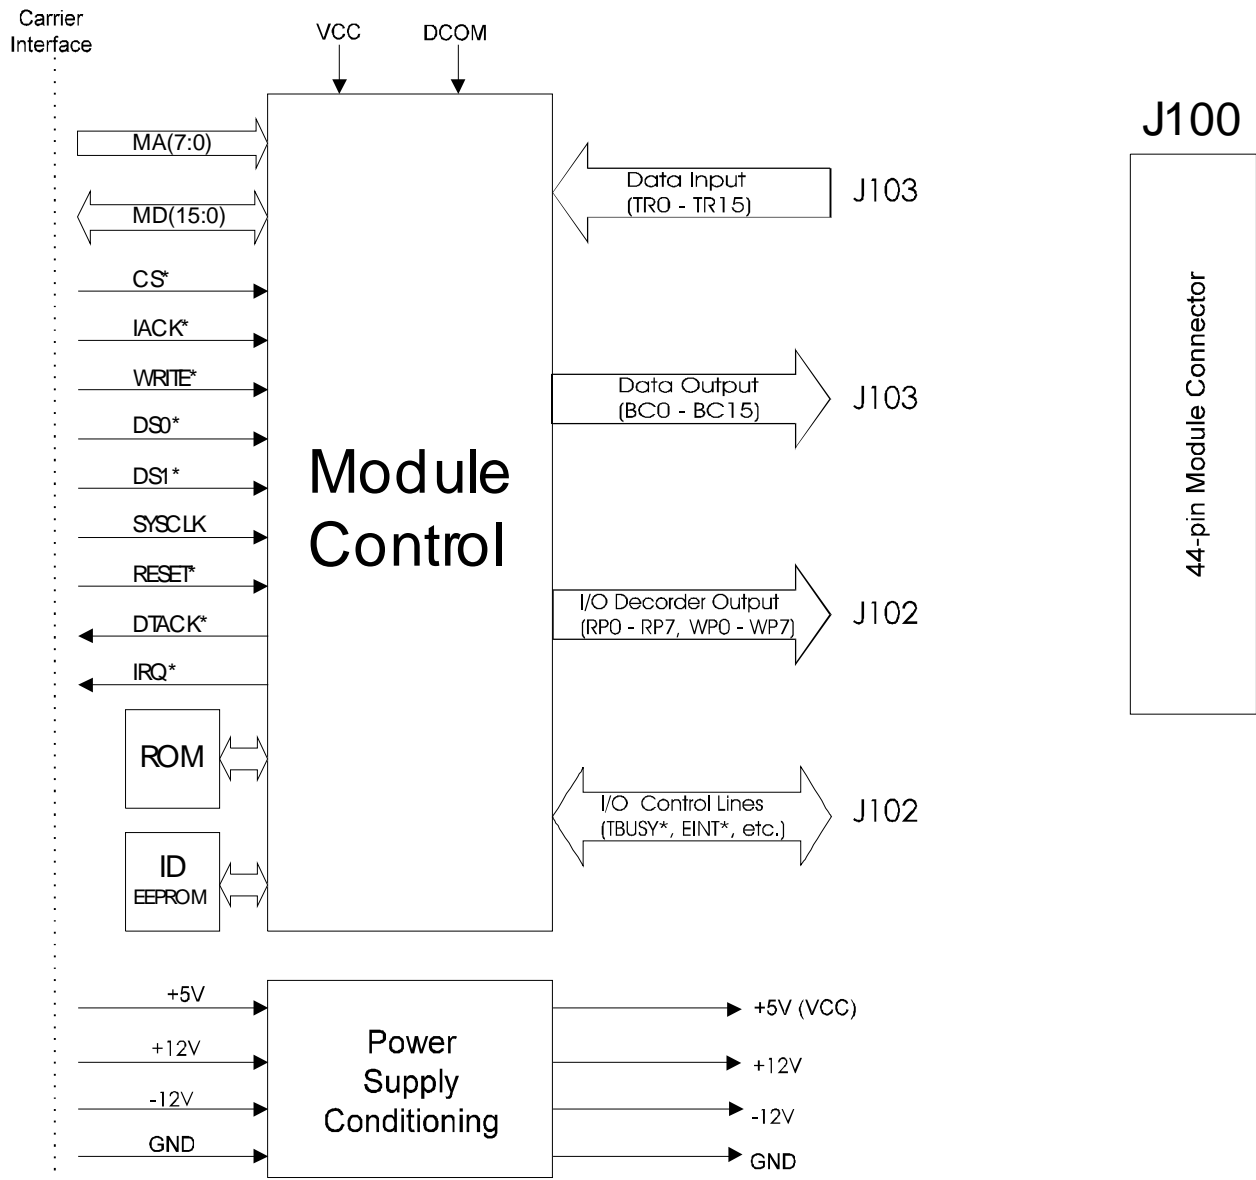 Carrier
Interface
VCC
DCOM
J100
MA(7:0)
MD(15:0)
CS*
IACK*
WRITE*
DS0*
DS1*
SYSCLK
RESET*
DTACK*
IRQ*
ROM
ID
EEPROM
Module
Control
Data Input
(TR0 - TR15)
J103
Data Output
(BC0 - BC15)
J103
I/O Decorder Output
(RP0 - RP7, WP0 - WP7)
J102
I/O Control Lines
(TBUSY*, EINT*, etc.)
J102
44-pin Module Connector
+5V
+12V
-12V
GND
Power
Supply
Conditioning
+5V (VCC)
+12V
-12V
GND